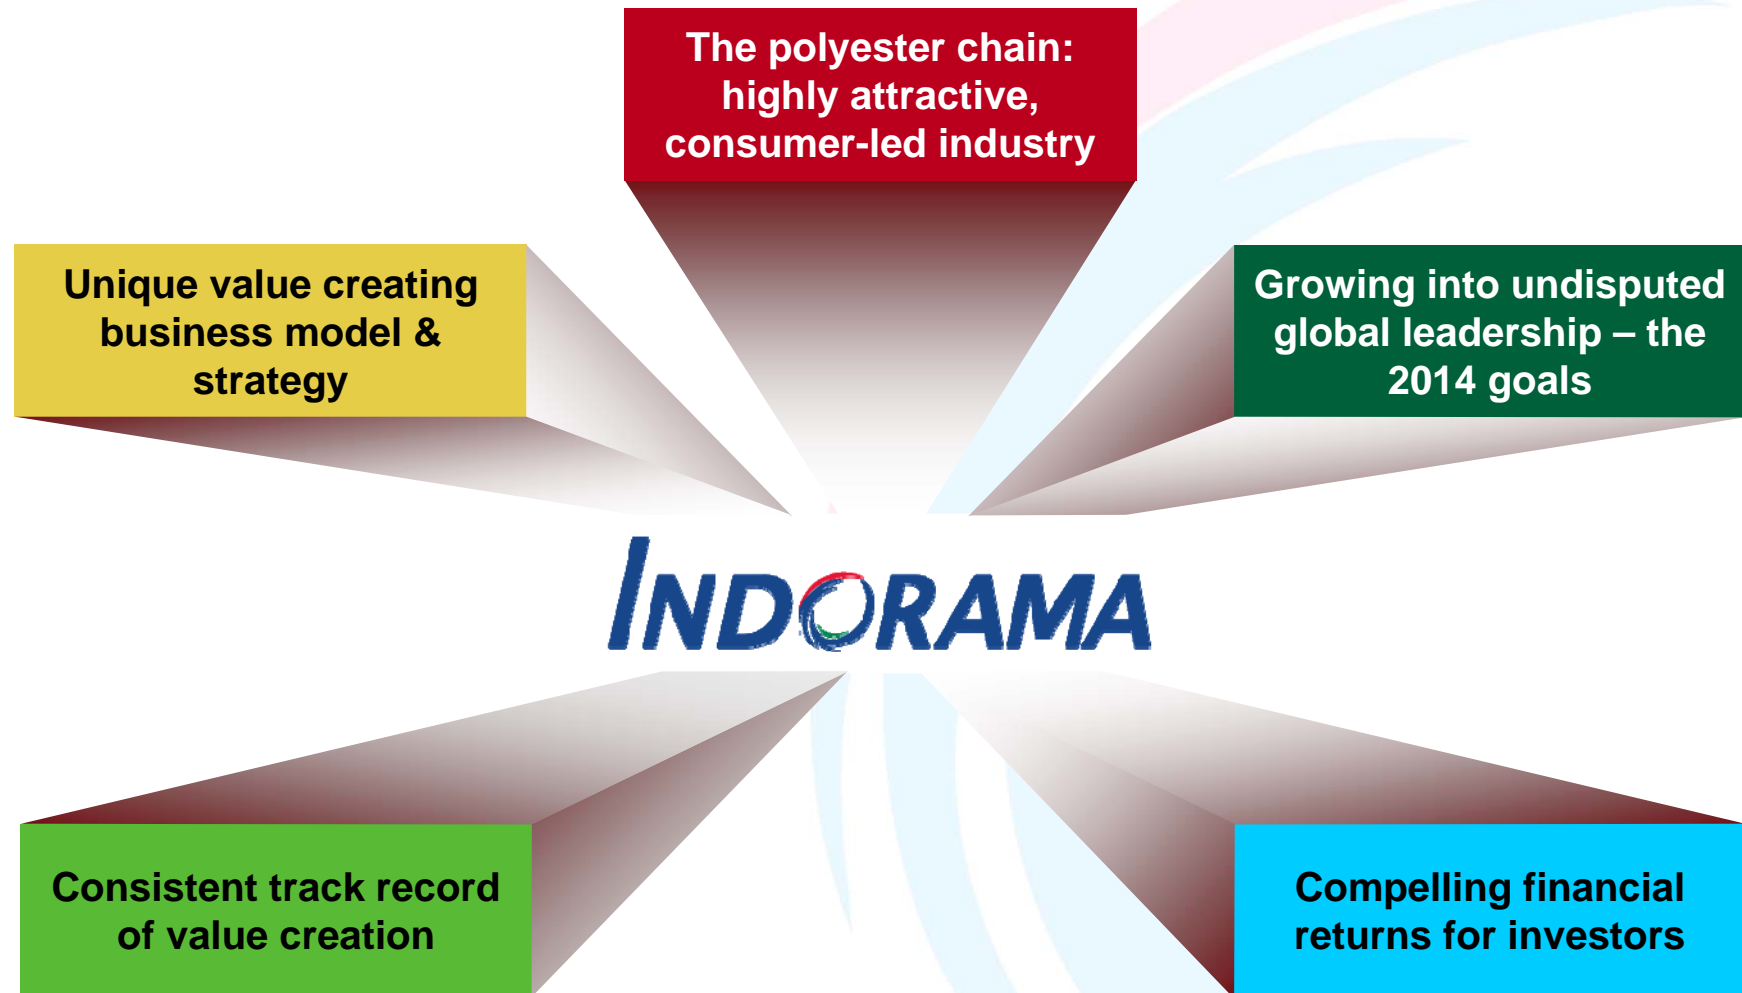 The polyester chain:
highly attractive,
consumer-led industry
Unique value creating
business model &
strategy
Growing into undisputed
global leadership – the
2014 goals
INDORAMA
Consistent track record
of value creation
Compelling financial
returns for investors